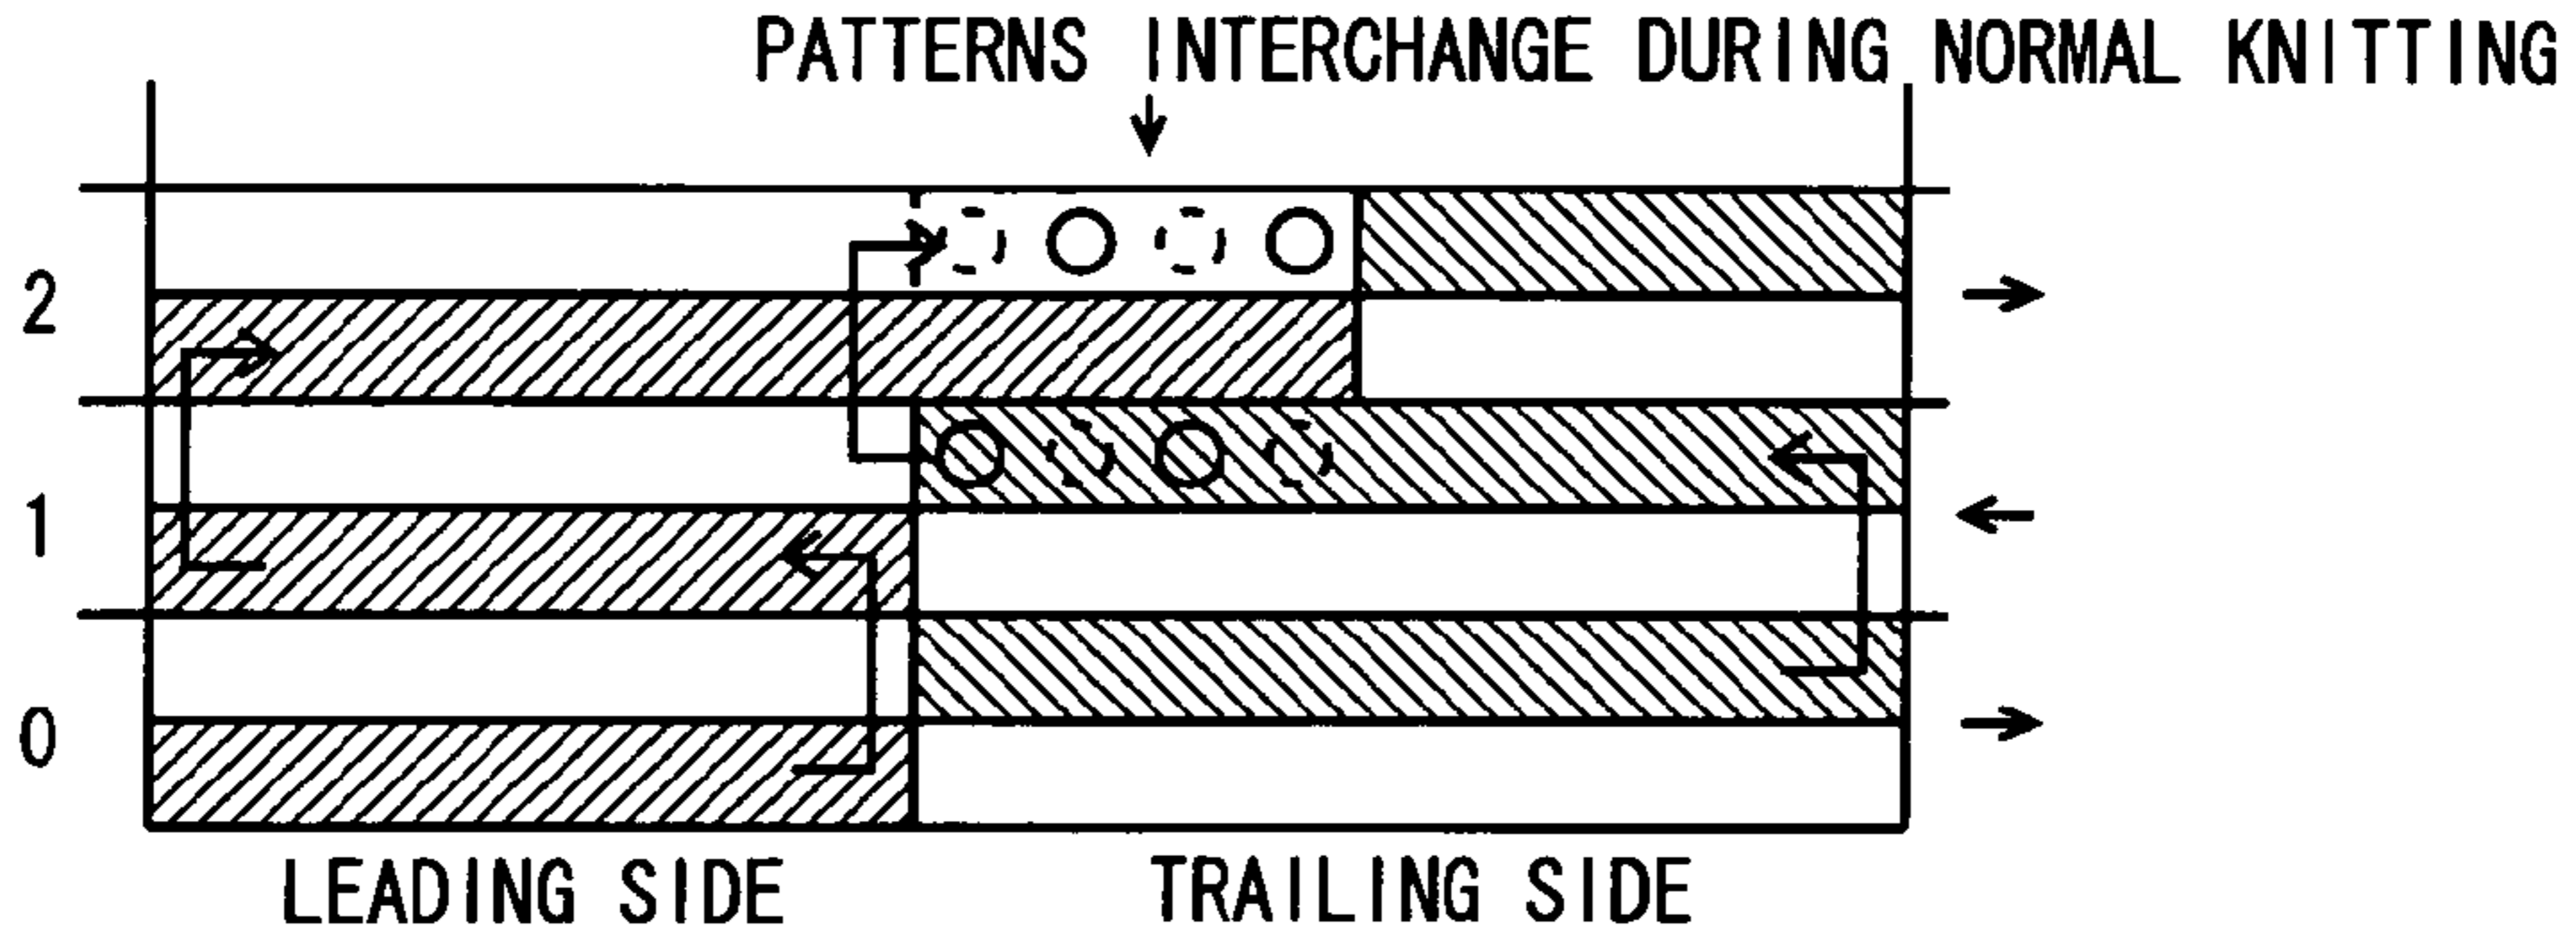 PATTERNS INTERCHANGE DURING NORMAL KNITTING
2
1
0
LEADING SIDE TRAILING SIDE